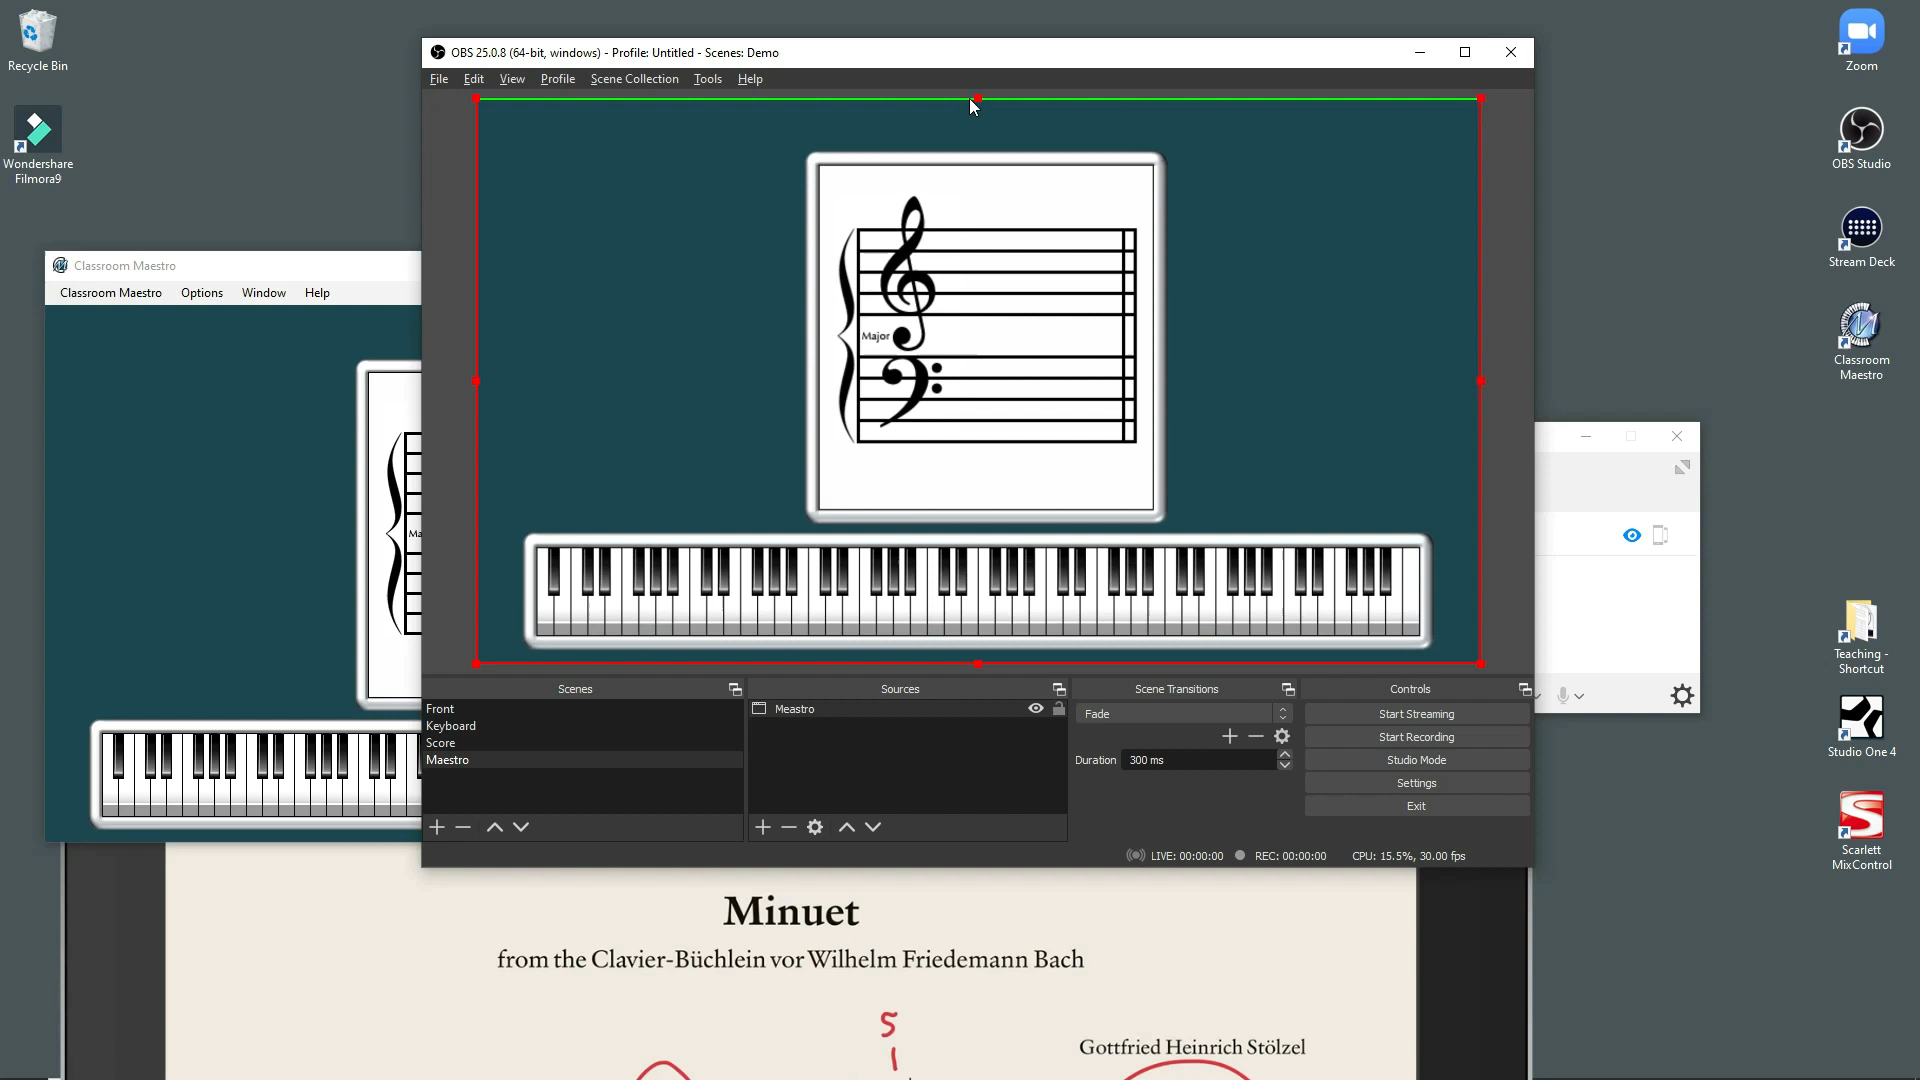 Recycle Bin
Wondershare
Filmora9
Zoom
OBS Studio
Stream Deck
Classroom
Maestro
Teaching -
Shortcut
Studio One 4
Scarlett
MixControl
Classroom Maestro
Classroom Maestro Options Window Help
Ma
OBS 25.0.8 (64-bit, windows) - Profile: Untitled - Scenes: Demo
File Edit View Profile Scene Collection Tools Help
Major
Scenes
Front
Keyboard
Score
Maestro
Sources
Meastro
Scene Transitions
Fade
Duration 300 ms
Controls
Start Streaming
Start Recording
Studio Mode
Settings
Exit
LIVE: 00:00:00 REC: 00:00:00 CPU: 15.5%, 30.00 fps
Minuet
from the Clavier-Büchlein vor Wilhelm Friedemann Bach
5
1
Gottfried Heinrich Stölzel